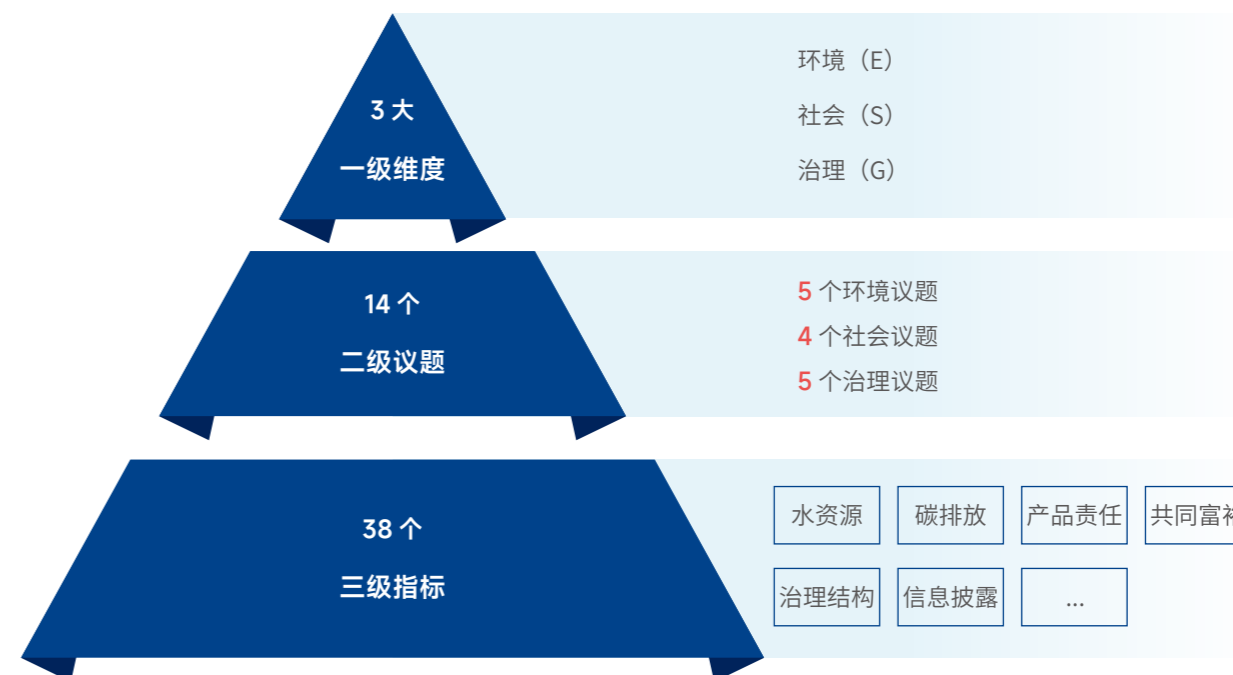 3 大
一级维度
环境（E）
社会（S）
治理（G）
14 个
二级议题
5 个环境议题
4 个社会议题
5 个治理议题
38 个
三级指标
水资源
碳排放
产品责任
共同富裕
治理结构
信息披露
...